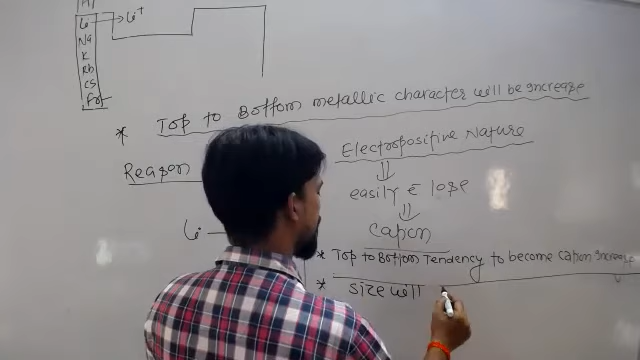 H
Li → Li+
Na
K
Rb
Cs
Fr
* Top to Bottom metallic character will be increase
Electropositive Nature
Reason
⇓
easily e lose
⇓
Li
Cation
* Top to Bottom Tendency to become cation increase
* size will